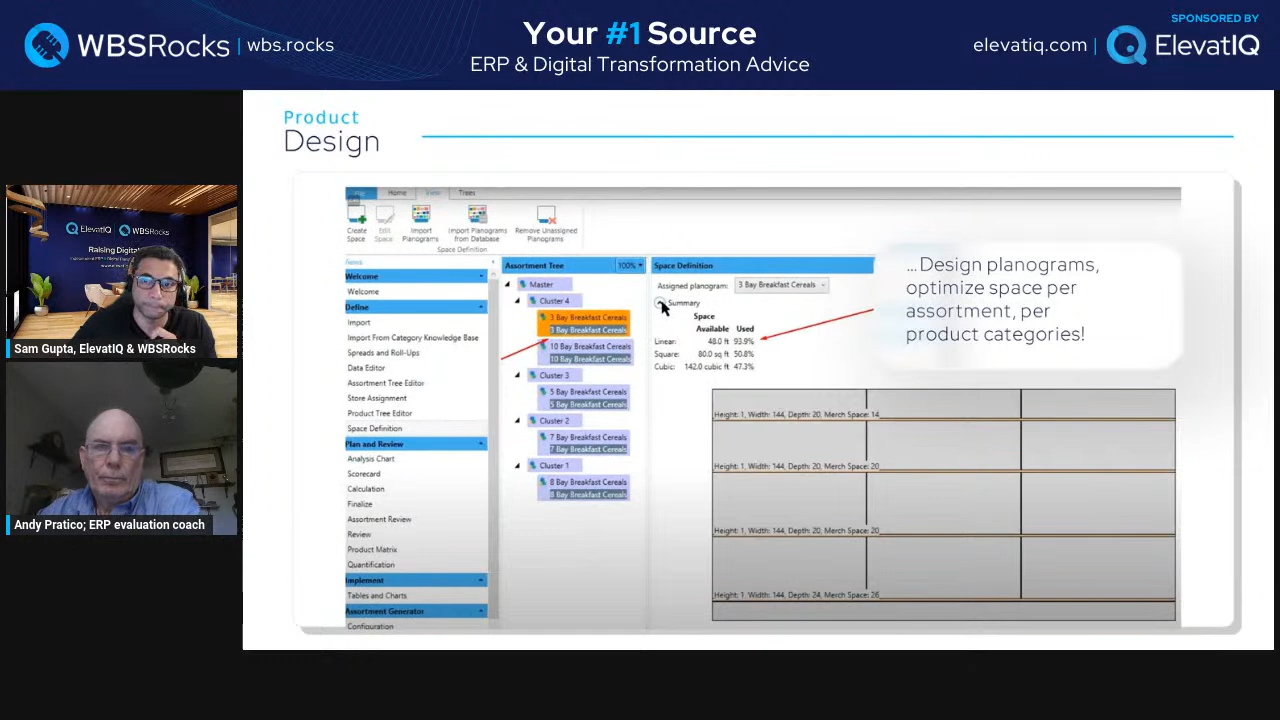 WBSRocks | wbs.rocks
Your #1 Source
ERP & Digital Transformation Advice
SPONSORED BY
elevatiq.com | ElevatIQ
ElevatIQ WBSRocks
Raising Digital
Sam Gupta, ElevatIQ & WBSRocks
Andy Pratico; ERP evaluation coach
Product
Design
File Home View Trees
Create Space
Edit Space
Import Planograms
Import Planograms from Database
Remove Unassigned Planograms
Space Definition
Views
Welcome
Welcome
Define
Import
Import From Category Knowledge Base
Spreads and Roll-Ups
Data Editor
Assortment Tree Editor
Store Assignment
Product Tree Editor
Space Definition
Plan and Review
Analysis Chart
Scorecard
Calculation
Finalize
Assortment Review
Review
Product Matrix
Quantification
Implement
Tables and Charts
Assortment Generator
Configuration
Assortment Tree 100%
Master
Cluster 4
3 Bay Breakfast Cereals
3 Bay Breakfast Cereals
10 Bay Breakfast Cereals
10 Bay Breakfast Cereals
Cluster 3
5 Bay Breakfast Cereals
5 Bay Breakfast Cereals
Cluster 2
7 Bay Breakfast Cereals
7 Bay Breakfast Cereals
Cluster 1
8 Bay Breakfast Cereals
8 Bay Breakfast Cereals
Space Definition
Assigned planogram: 3 Bay Breakfast Cereals
Summary
Space
Available Used
Linear: 48.0 ft 93.9%
Square: 80.0 sq ft 50.8%
Cubic: 142.0 cubic ft 47.3%
Height: 1, Width: 144, Depth: 20, Merch Space: 14
Height: 1, Width: 144, Depth: 20, Merch Space: 20
Height: 1, Width: 144, Depth: 20, Merch Space: 20
Height: 1, Width: 144, Depth: 24, Merch Space: 26
...Design planograms,
optimize space per
assortment, per
product categories!